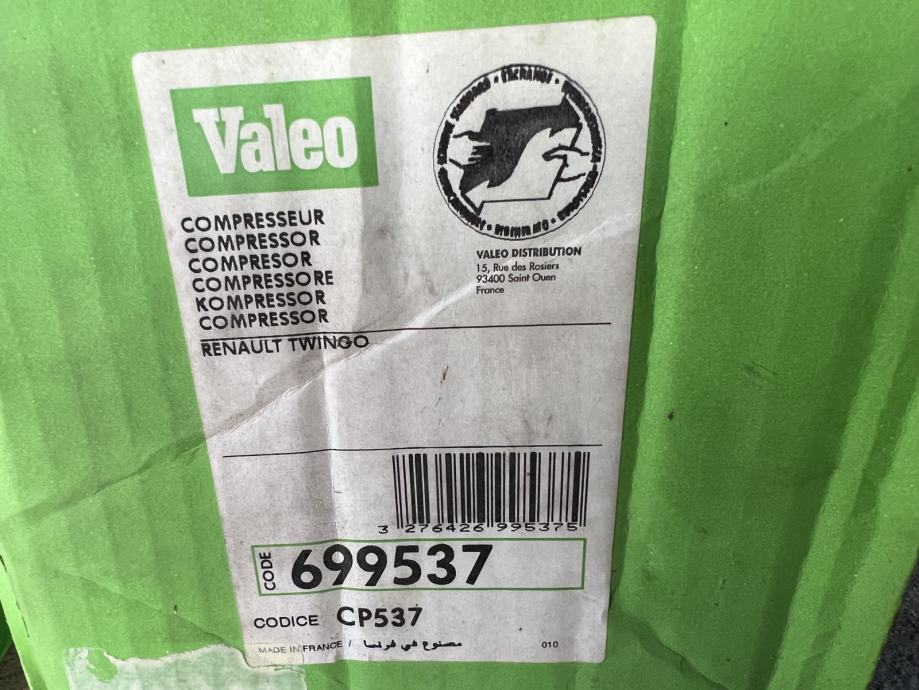 Valeo
COMPRESSEUR
COMPRESSOR
COMPRESOR
COMPRESSORE
KOMPRESSOR
COMPRESSOR
RENAULT TWINGO
ECHANGE
VALEO DISTRIBUTION
15, Rue des Rosiers
93400 Saint Ouen
France
3 276426 995375
CODE 699537
CODICE CP537
MADE IN FRANCE / مصنوع في فرنسا
010